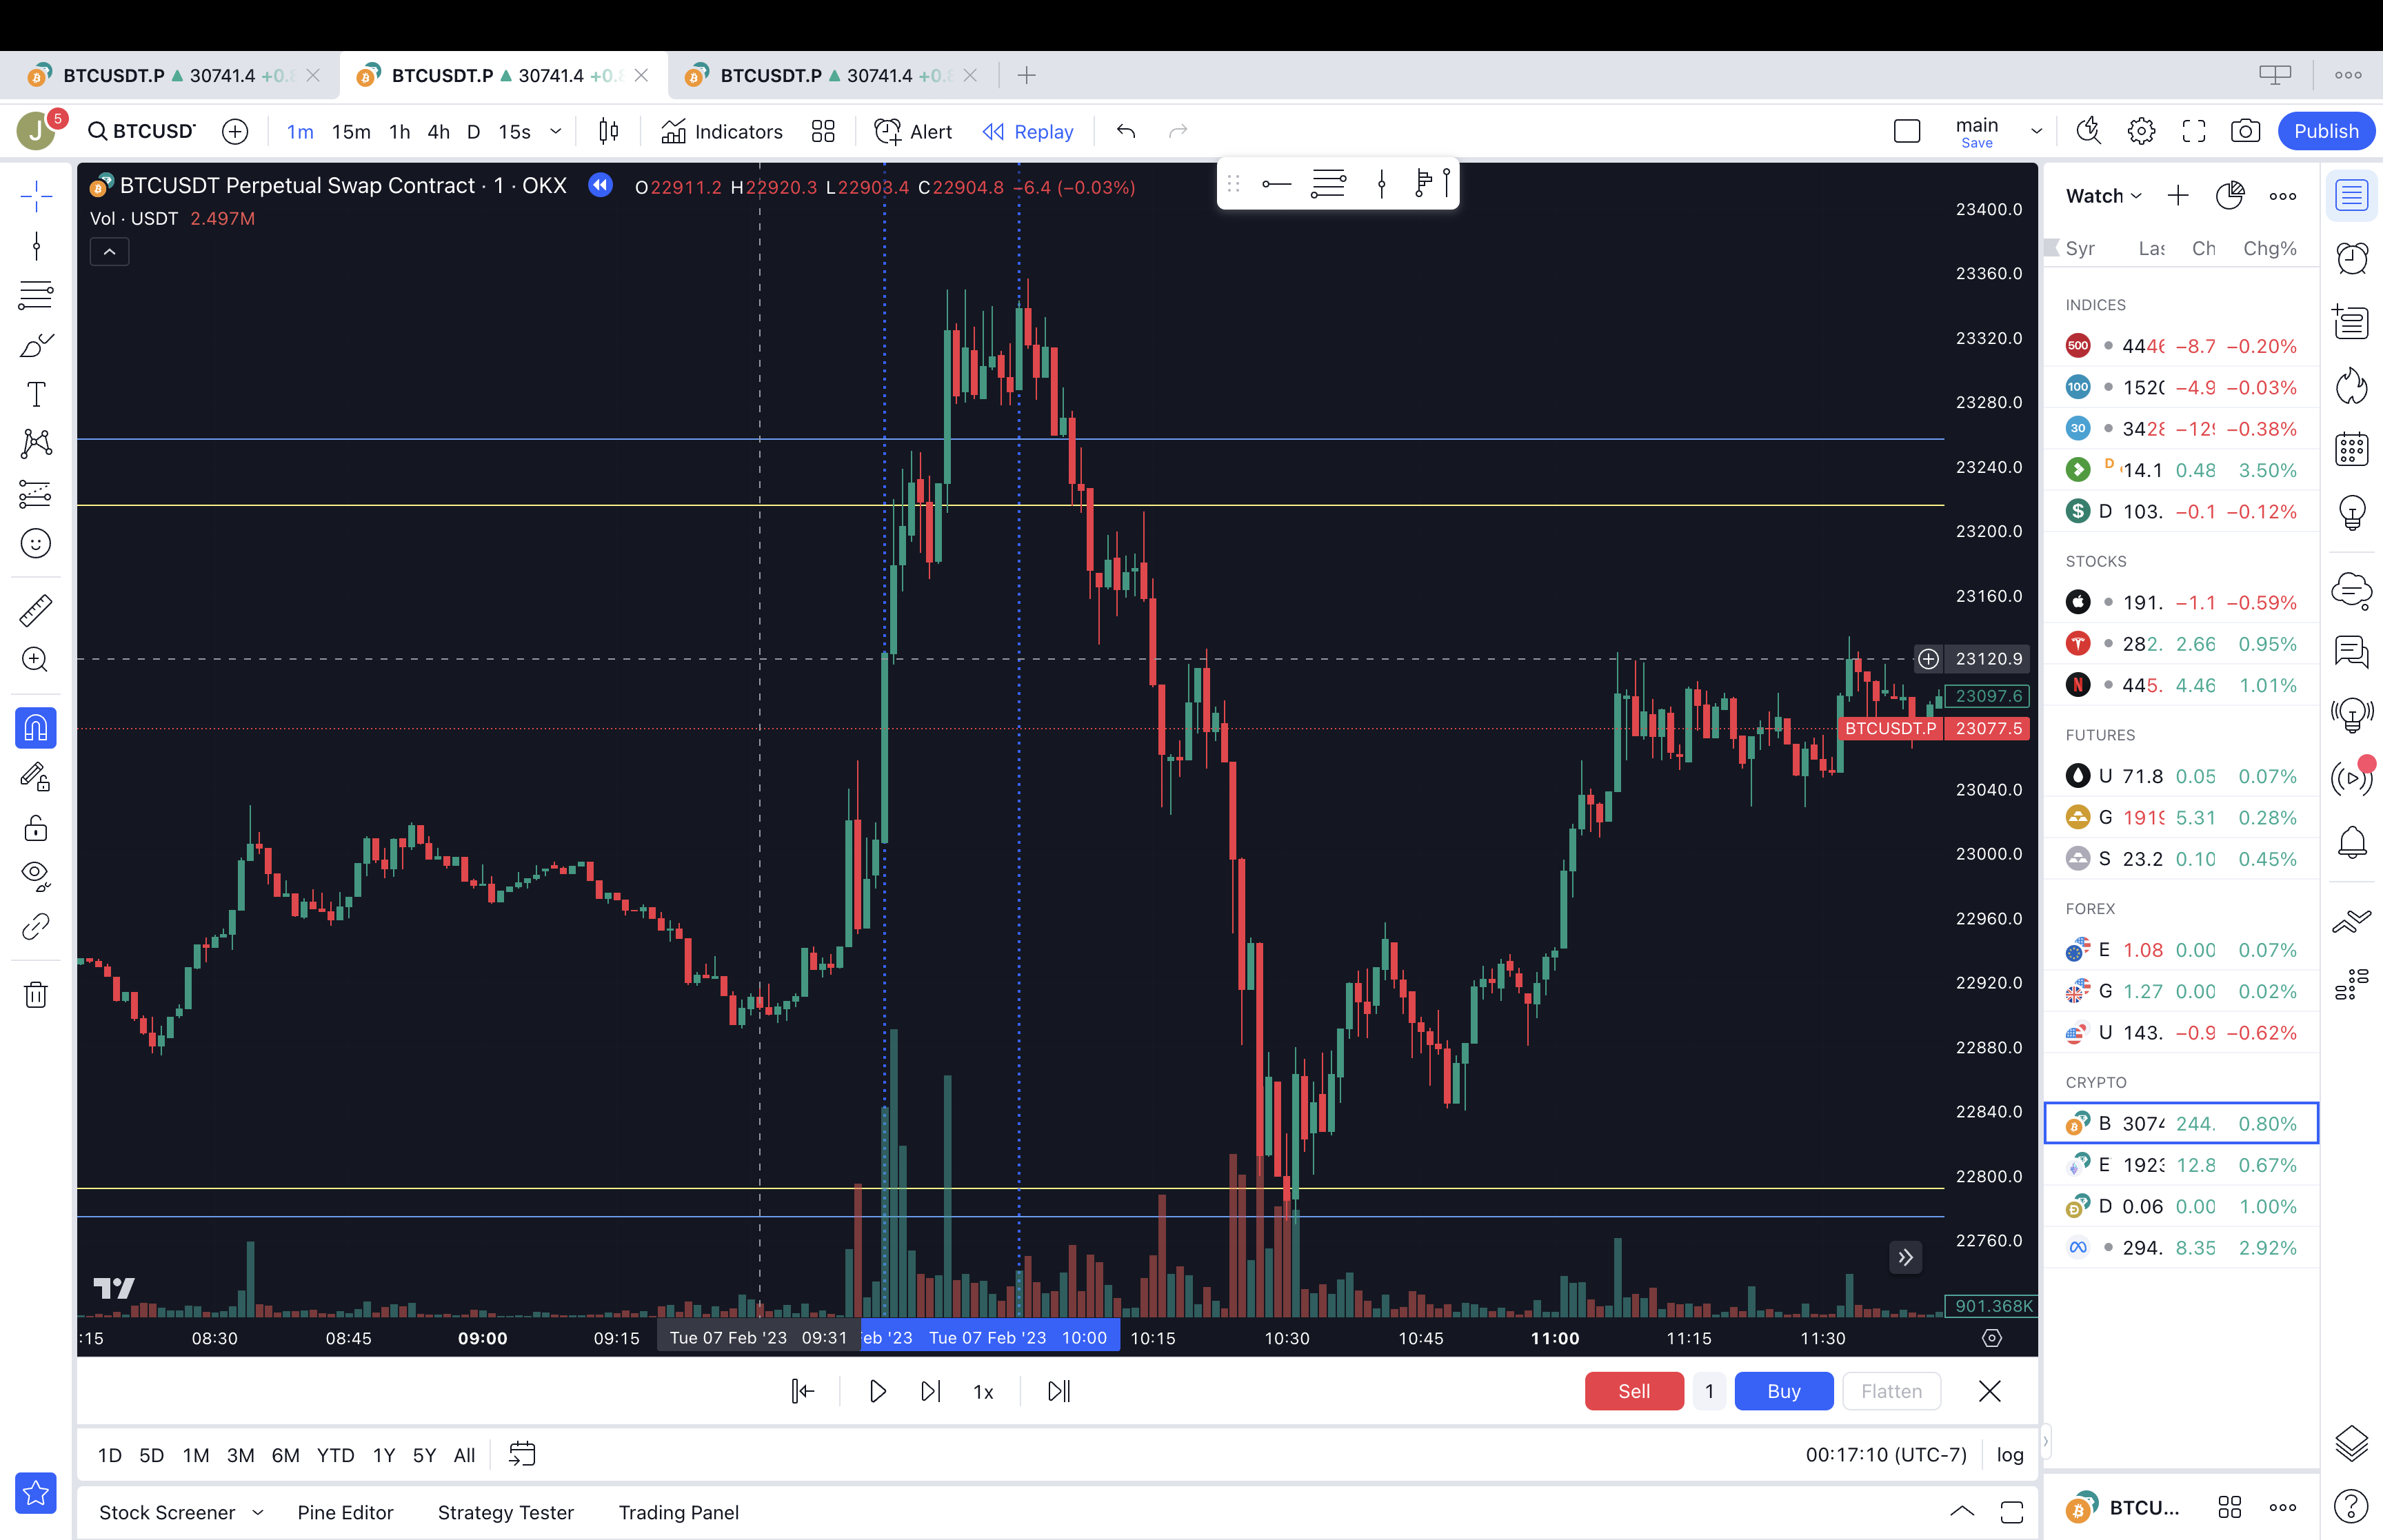 BTCUSDT.P ▲ 30741.4 +0.8 BTCUSDT.P ▲ 30741.4 +0.8 BTCUSDT.P ▲ 30741.4 +0.8
J 5 BTCUSDT 1m 15m 1h 4h D 15s Indicators Alert Replay main Save Publish
BTCUSDT Perpetual Swap Contract · 1 · OKX O22911.2 H22920.3 L22903.4 C22904.8 −6.4 (−0.03%)
Vol · USDT 2.497M
23400.0
23360.0
23320.0
23280.0
23240.0
23200.0
23160.0
23120.9
23097.6
BTCUSDT.P 23077.5
23040.0
23000.0
22960.0
22920.0
22880.0
22840.0
22800.0
22760.0
901.368K
:15 08:30 08:45 09:00 09:15 Tue 07 Feb '23 09:31 eb '23 Tue 07 Feb '23 10:00 10:15 10:30 10:45 11:00 11:15 11:30
1x Sell 1 Buy Flatten
1D 5D 1M 3M 6M YTD 1Y 5Y All 00:17:10 (UTC-7) log
Stock Screener Pine Editor Strategy Tester Trading Panel
Watch
Syr Las Ch Chg%
INDICES
500 4446 −8.7 −0.20%
100 1520 −4.9 −0.03%
30 3428 −129 −0.38%
D 14.1 0.48 3.50%
$ D 103. −0.1 −0.12%
STOCKS
191. −1.1 −0.59%
282. 2.66 0.95%
N 445. 4.46 1.01%
FUTURES
U 71.8 0.05 0.07%
G 1919 5.31 0.28%
S 23.2 0.10 0.45%
FOREX
E 1.08 0.00 0.07%
G 1.27 0.00 0.02%
U 143. −0.9 −0.62%
CRYPTO
B 3074 244. 0.80%
E 1923 12.8 0.67%
D 0.06 0.00 1.00%
294. 8.35 2.92%
BTCU...